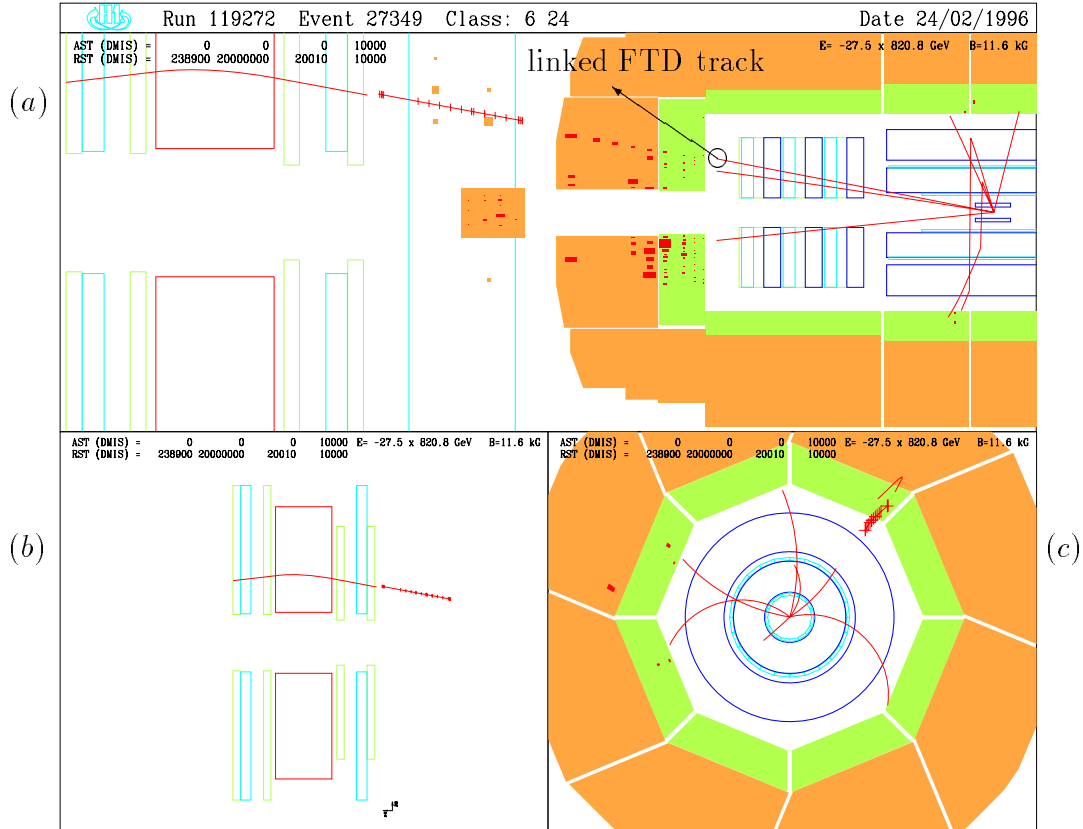 Run 119272 Event 27349 Class: 6 24 Date 24/02/1996
AST (DMIS) = 0 0 0 10000 E= -27.5 x 820.8 GeV B=11.6 kG
RST (DMIS) = 238900 20000000 20010 10000
linked FTD track
(a)
AST (DMIS) = 0 0 0 10000 E= -27.5 x 820.8 GeV B=11.6 kG
RST (DMIS) = 238900 20000000 20010 10000
AST (DMIS) = 0 0 0 10000 E= -27.5 x 820.8 GeV B=11.6 kG
RST (DMIS) = 238900 20000000 20010 10000
(b)
(c)